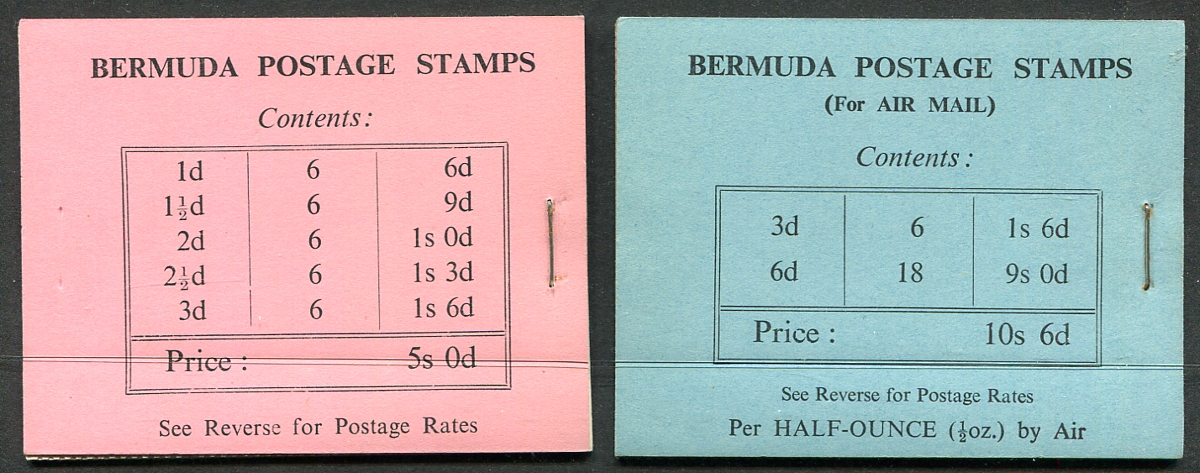 BERMUDA POSTAGE STAMPS
Contents:
1d 6 6d
1½d 6 9d
2d 6 1s 0d
2½d 6 1s 3d
3d 6 1s 6d
Price: 5s 0d
See Reverse for Postage Rates
BERMUDA POSTAGE STAMPS
(For AIR MAIL)
Contents:
3d 6 1s 6d
6d 18 9s 0d
Price: 10s 6d
See Reverse for Postage Rates
Per HALF-OUNCE (½oz.) by Air